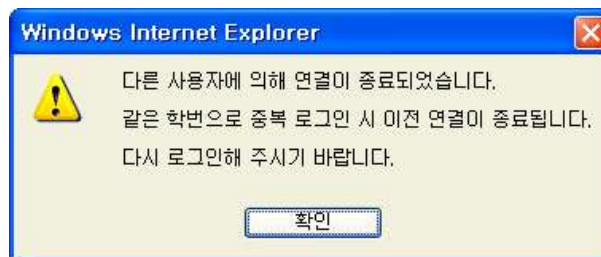 Windows Internet Explorer
다른 사용자에 의해 연결이 종료되었습니다.
같은 학번으로 중복 로그인 시 이전 연결이 종료됩니다.
다시 로그인해 주시기 바랍니다.
확인